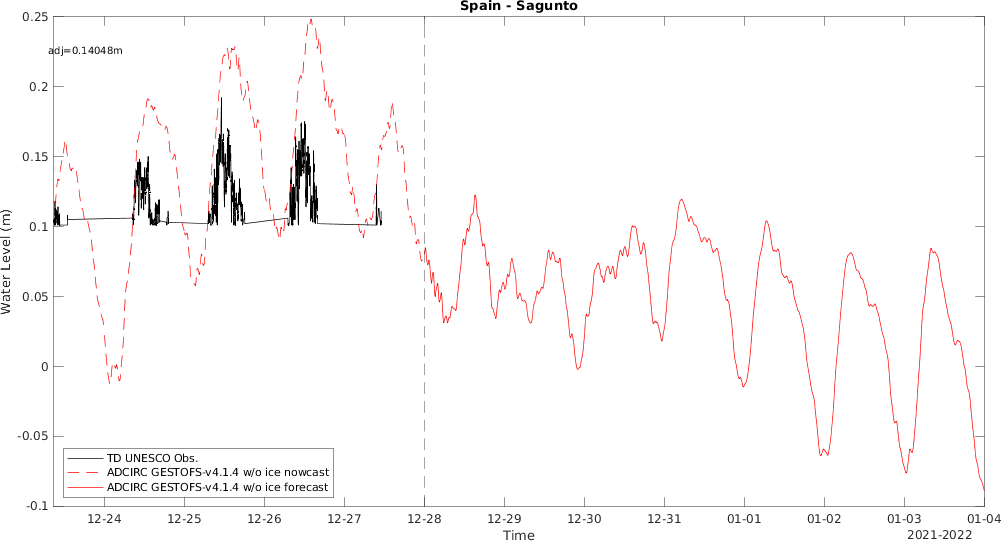 Spain - Sagunto
adj=0.14048m
0.25
0.2
0.15
0.1
0.05
0
-0.05
-0.1
Water Level (m)
TD UNESCO Obs.
ADCIRC GESTOFS-v4.1.4 w/o ice nowcast
ADCIRC GESTOFS-v4.1.4 w/o ice forecast
12-24 12-25 12-26 12-27 12-28 12-29 12-30 12-31 01-01 01-02 01-03 01-04
Time
2021-2022